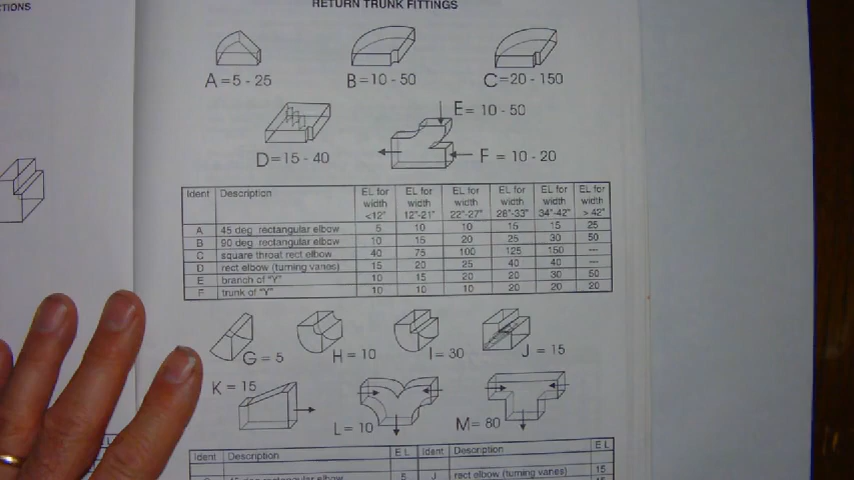 TIONS
RETURN TRUNK FITTINGS
A=5 - 25
B=10 - 50
C=20 - 150
E= 10 - 50
D=15 - 40
F = 10 - 20
Ident Description EL for width <12" EL for width 12"-21" EL for width 22"-27" EL for width 28"-33" EL for width 34"-42" EL for width > 42"
A 45 deg rectangular elbow 5 10 10 15 15 25
B 90 deg rectangular elbow 10 15 20 25 30 50
C square throat rect elbow 40 75 100 125 150 ---
D rect elbow (turning vanes) 15 20 25 40 40 ---
E branch of "Y" 10 15 20 20 30 50
F trunk of "Y" 10 10 10 20 20 20
G = 5
H = 10
I = 30
J = 15
K = 15
L = 10
M= 80
Ident Description E L Ident Description E L
45 deg rectangular elbow 5 J rect elbow (turning vanes) 15